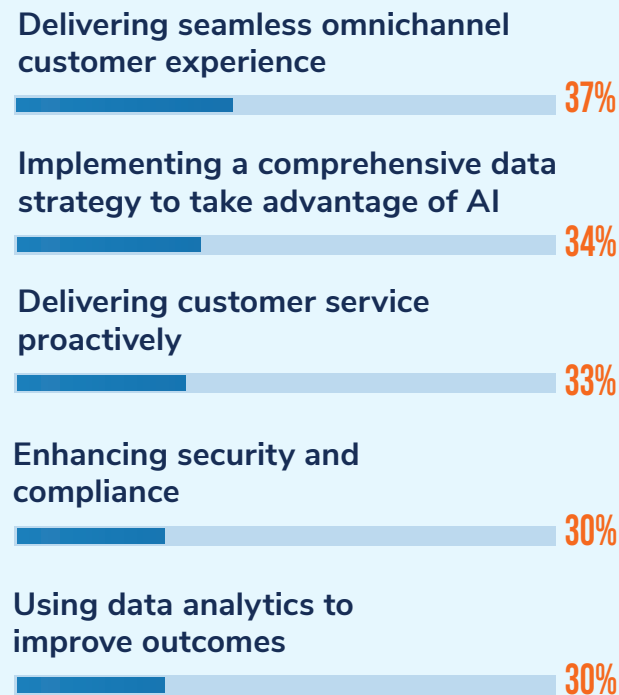 Delivering seamless omnichannel
customer experience
37%
Implementing a comprehensive data
strategy to take advantage of AI
34%
Delivering customer service
proactively
33%
Enhancing security and
compliance
30%
Using data analytics to
improve outcomes
30%